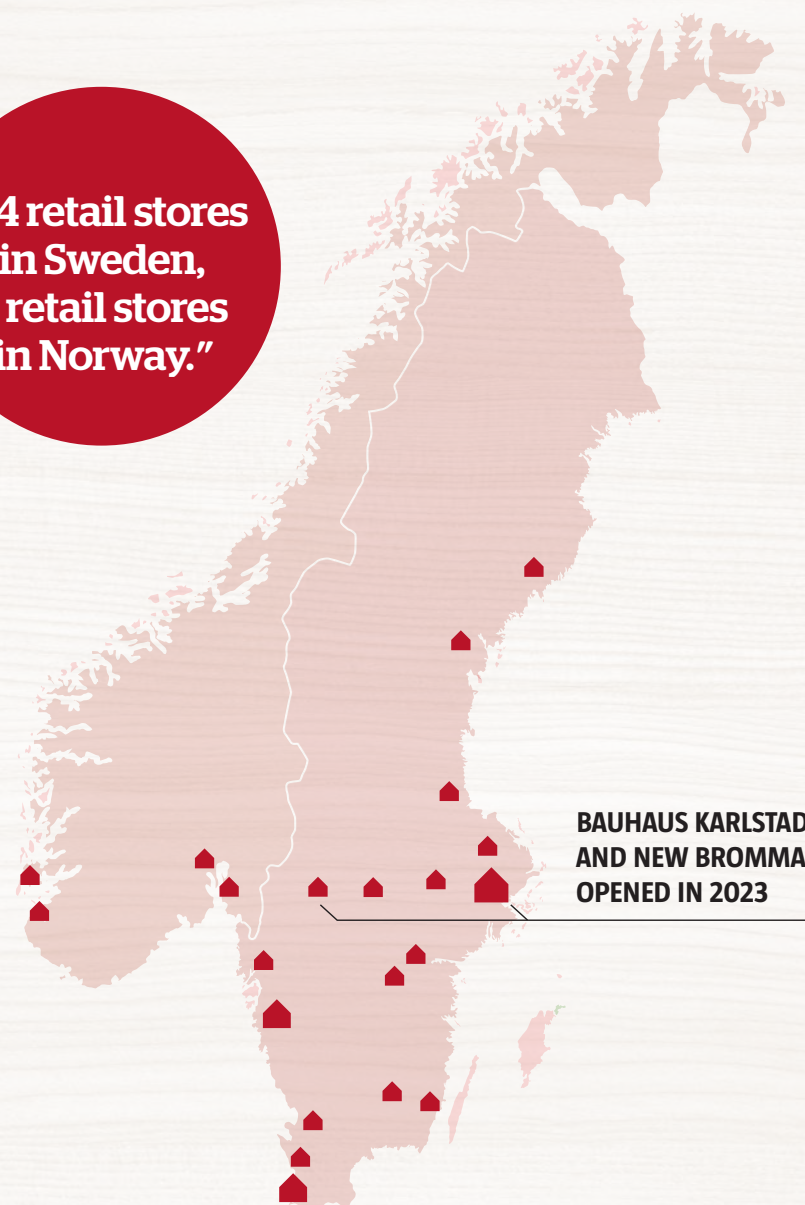 4 retail stores
in Sweden,
retail stores
in Norway.”
BAUHAUS KARLSTAD
AND NEW BROMMA
OPENED IN 2023